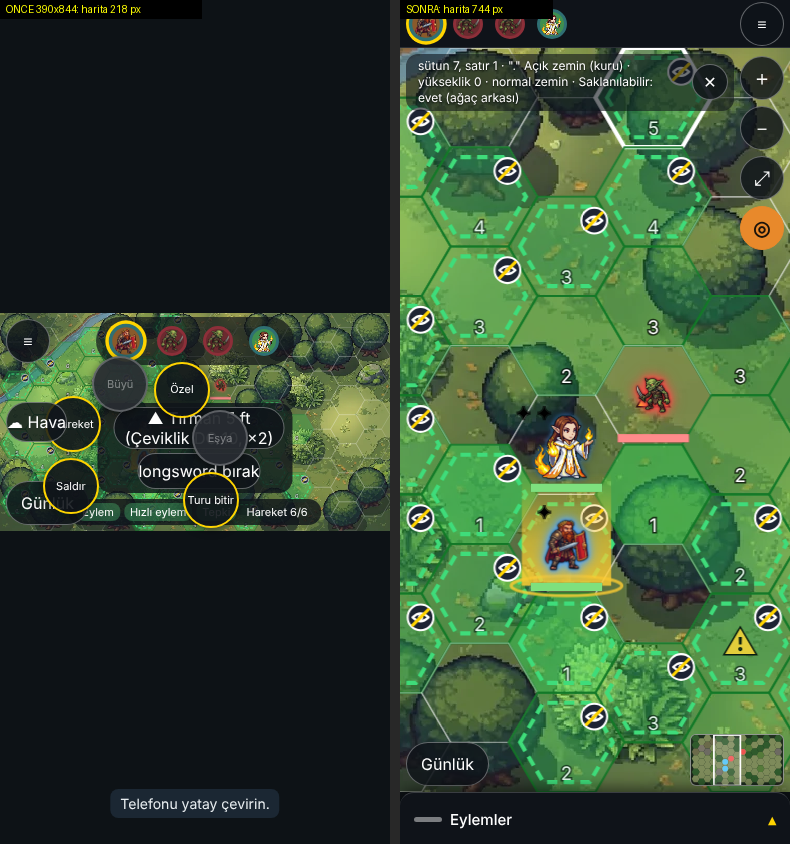 ONCE 390x844: harita 218 px
≡
Büyü
Özel
Hava
areket
▲ Tırman 5 ft
(Çeviklik ×2)
Eşya
longsword bırak
Saldır
Günlük
Turu bitir
Eylem
Hızlı eylem
Hareket 6/6
Telefonu yatay çevirin.
SONRA: harita 744 px
≡
sütun 7, satır 1 · "." Açık zemin (kuru) ·
yükseklik 0 · normal zemin · Saklanılabilir:
evet (ağaç arkası)
✕
+
−
5
4
4
3
3
3
2
3
2
1
1
2
2
1
3
3
2
Günlük
Eylemler